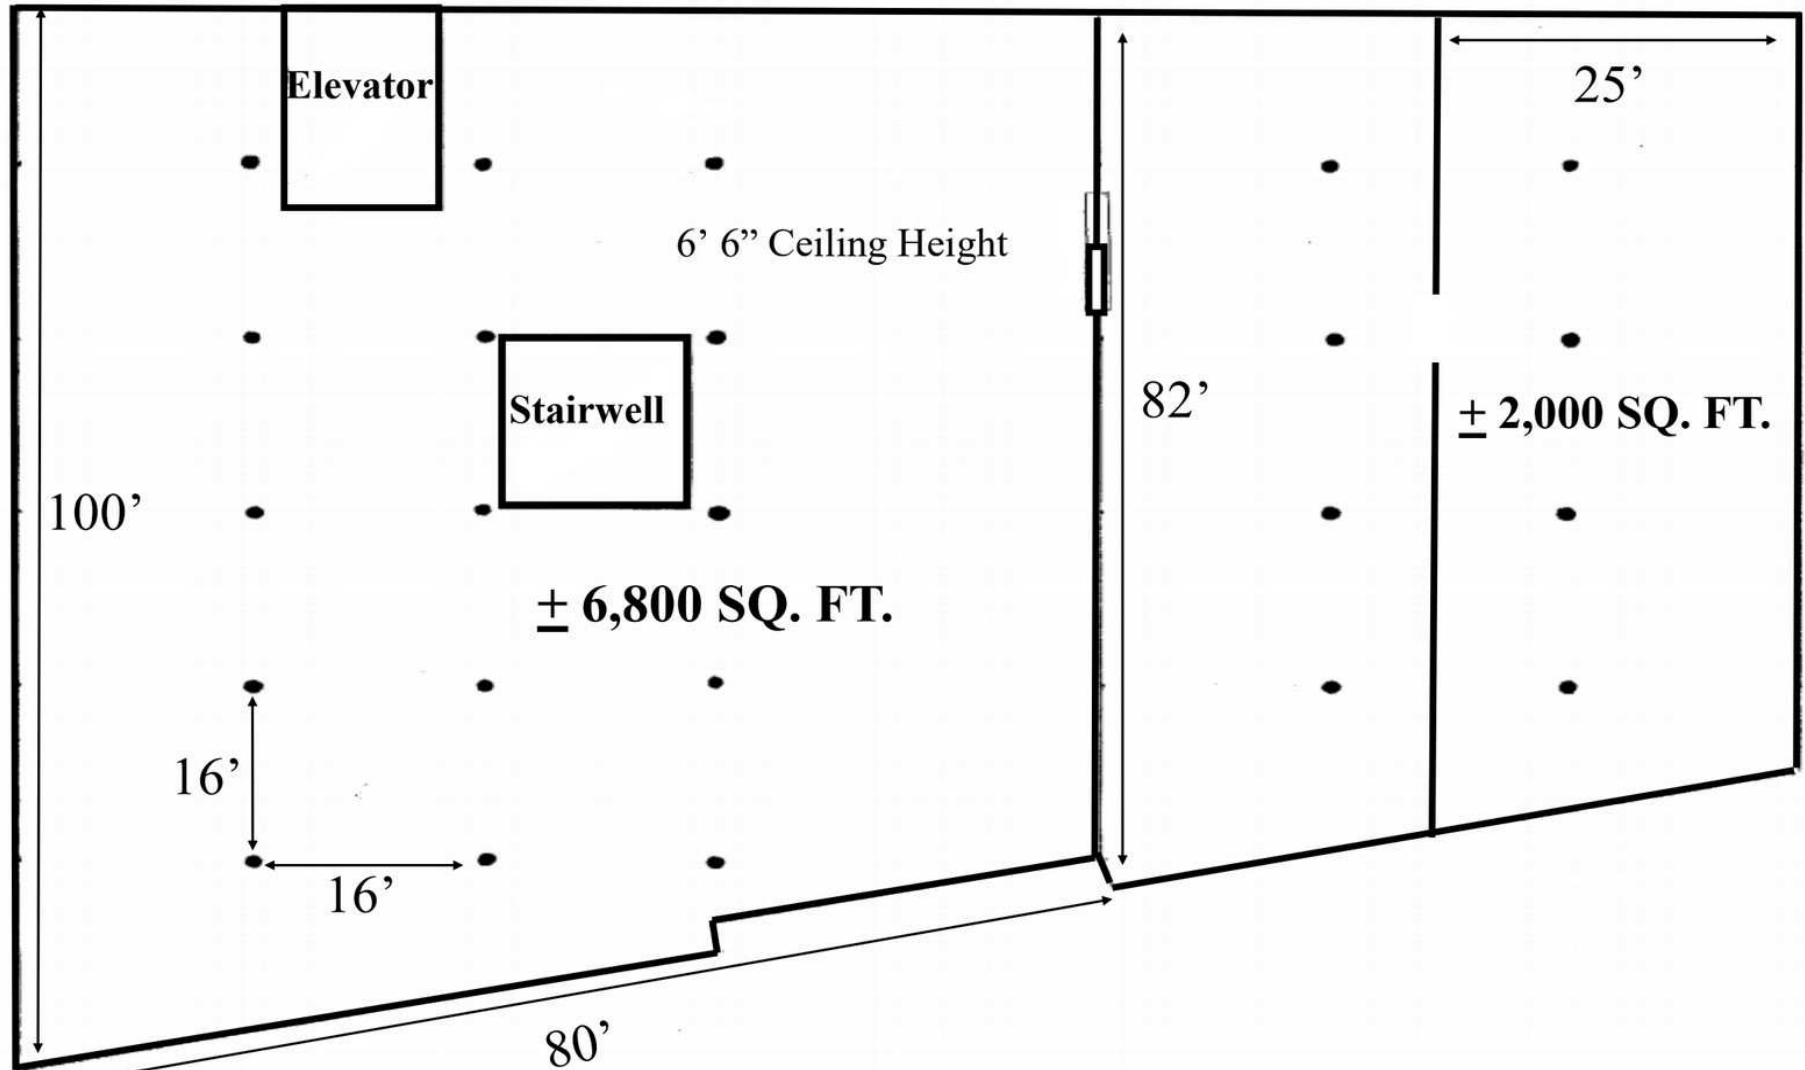 Elevator
25’
6’ 6” Ceiling Height
Stairwell
82’
± 2,000 SQ. FT.
100’
± 6,800 SQ. FT.
16’
16’
80’